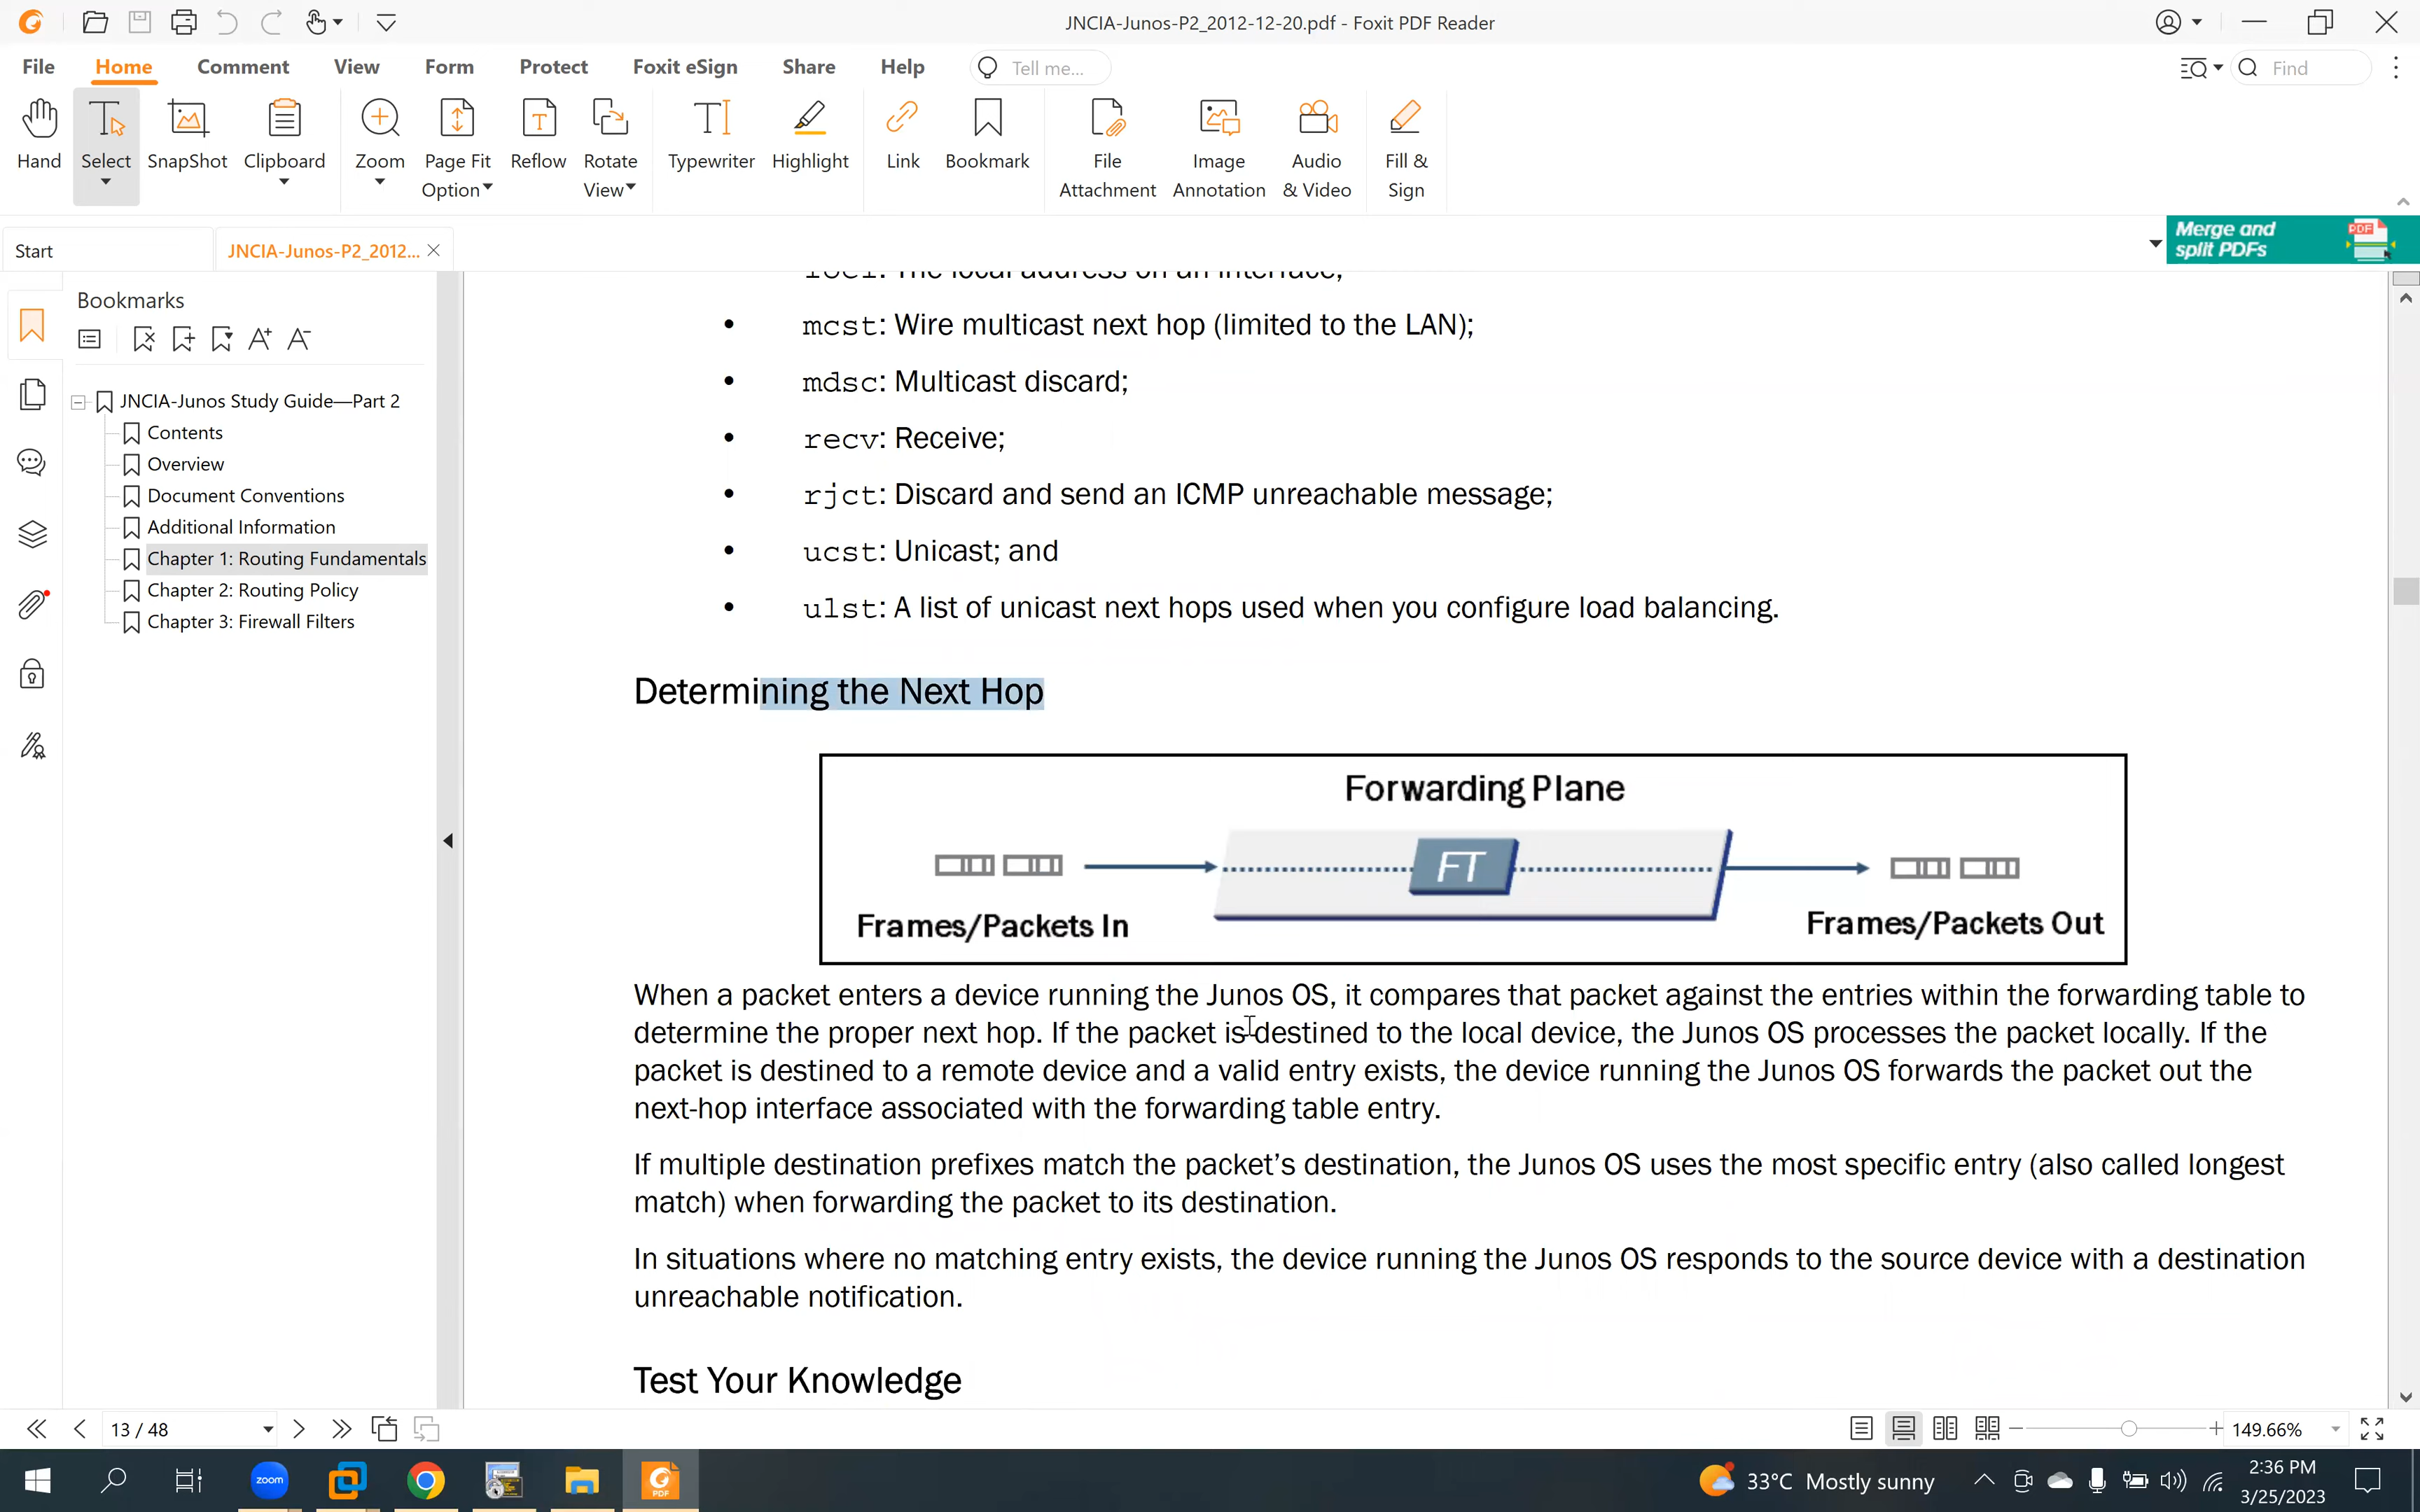 JNCIA-Junos-P2_2012-12-20.pdf - Foxit PDF Reader
File Home Comment View Form Protect Foxit eSign Share Help Tell me... Find
Hand Select SnapShot Clipboard Zoom Page Fit Option Reflow Rotate View Typewriter Highlight Link Bookmark File Attachment Image Annotation Audio & Video Fill & Sign
Start JNCIA-Junos-P2_2012...
Merge and
split PDFs
PDF
Bookmarks
JNCIA-Junos Study Guide—Part 2
Contents
Overview
Document Conventions
Additional Information
Chapter 1: Routing Fundamentals
Chapter 2: Routing Policy
Chapter 3: Firewall Filters
locl: The local address on an interface;
• mcst: Wire multicast next hop (limited to the LAN);
• mdsc: Multicast discard;
• recv: Receive;
• rjct: Discard and send an ICMP unreachable message;
• ucst: Unicast; and
• ulst: A list of unicast next hops used when you configure load balancing.
Determining the Next Hop
Forwarding Plane
FT
Frames/Packets In
Frames/Packets Out
When a packet enters a device running the Junos OS, it compares that packet against the entries within the forwarding table to
determine the proper next hop. If the packet is destined to the local device, the Junos OS processes the packet locally. If the
packet is destined to a remote device and a valid entry exists, the device running the Junos OS forwards the packet out the
next-hop interface associated with the forwarding table entry.
If multiple destination prefixes match the packet's destination, the Junos OS uses the most specific entry (also called longest
match) when forwarding the packet to its destination.
In situations where no matching entry exists, the device running the Junos OS responds to the source device with a destination
unreachable notification.
Test Your Knowledge
13 / 48
149.66%
zoom
PDF
33°C Mostly sunny
2:36 PM
3/25/2023